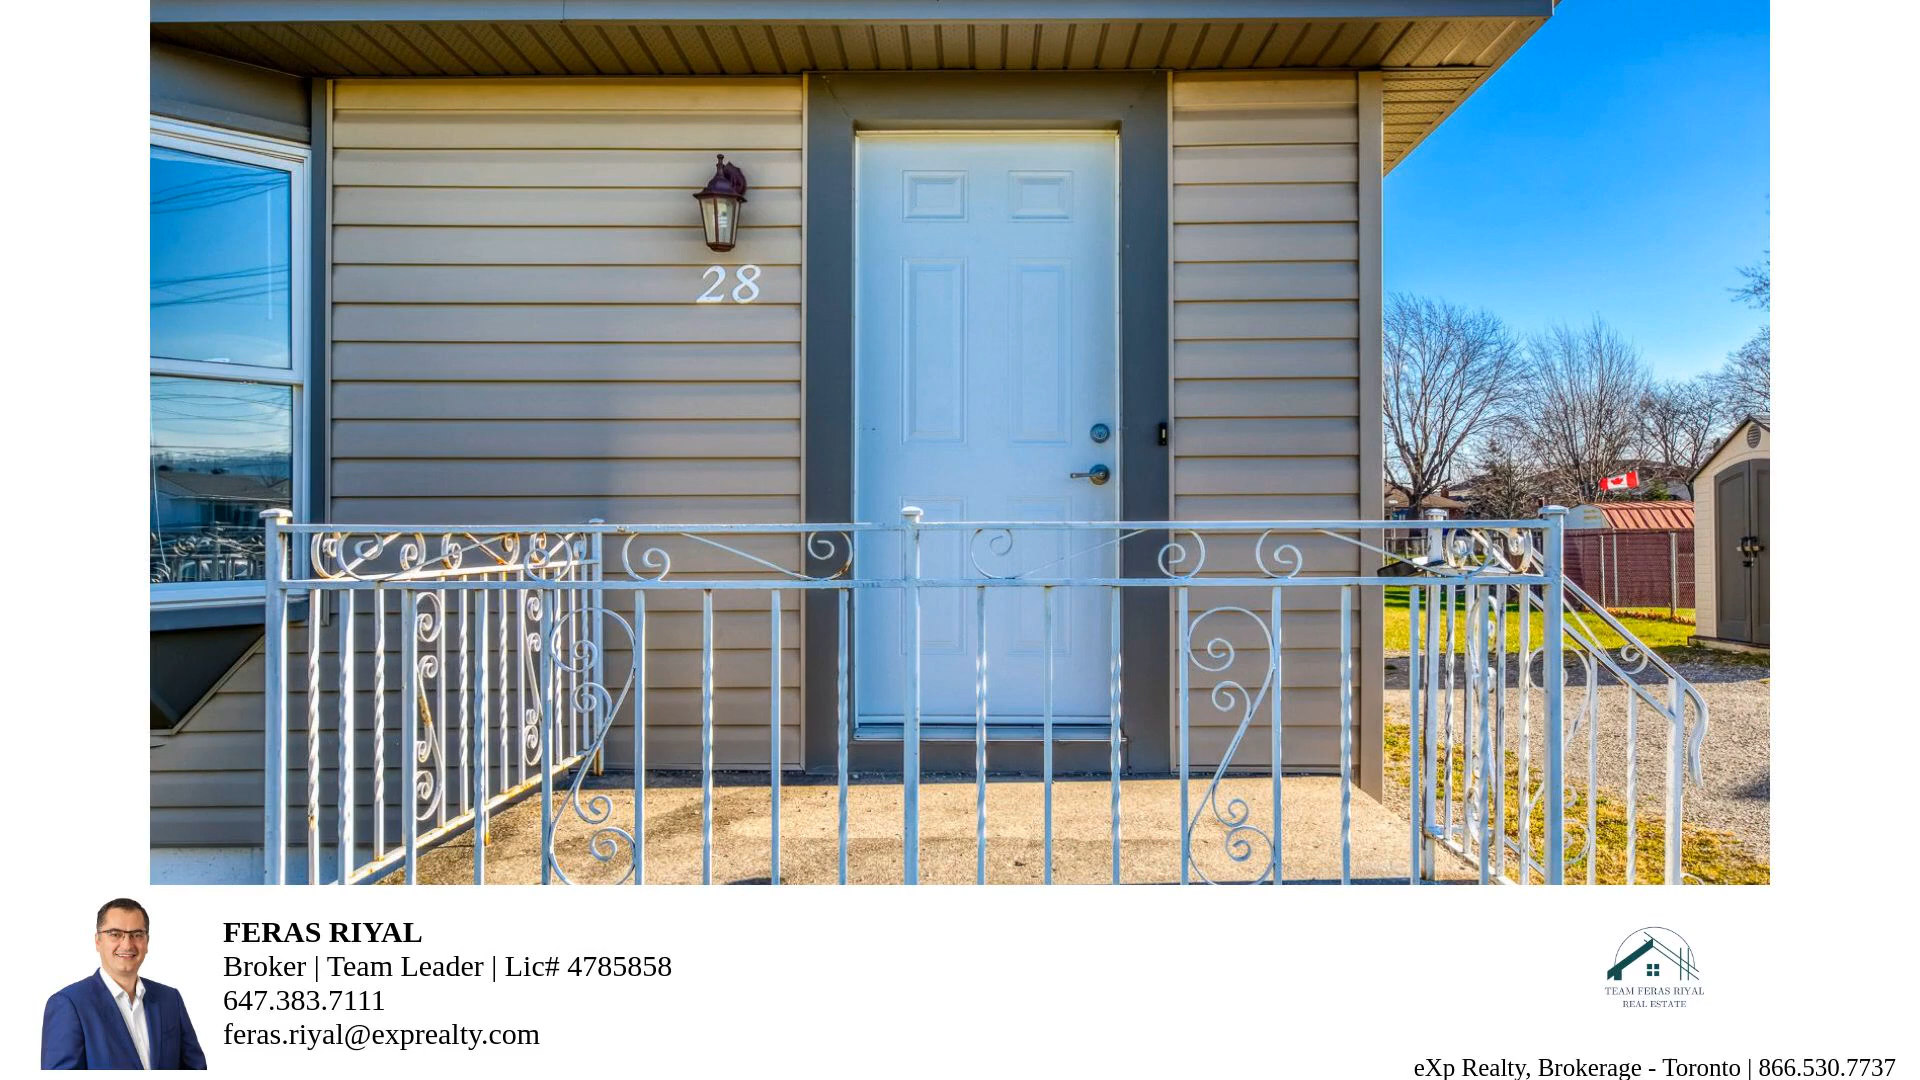 28
FERAS RIYAL
Broker | Team Leader | Lic# 4785858
647.383.7111
feras.riyal@exprealty.com
TEAM FERAS RIYAL
REAL ESTATE
eXp Realty, Brokerage - Toronto | 866.530.7737